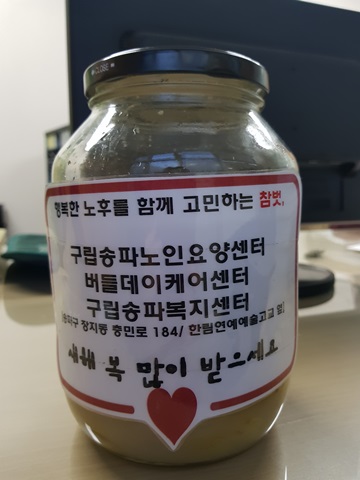 행복한 노후를 함께 고민하는 참벗,
구립송파노인요양센터
버들데이케어센터
구립송파복지센터
송파구 장지동 충민로 184/ 한림연예예술고교 옆)
새해 복 많이 받으세요